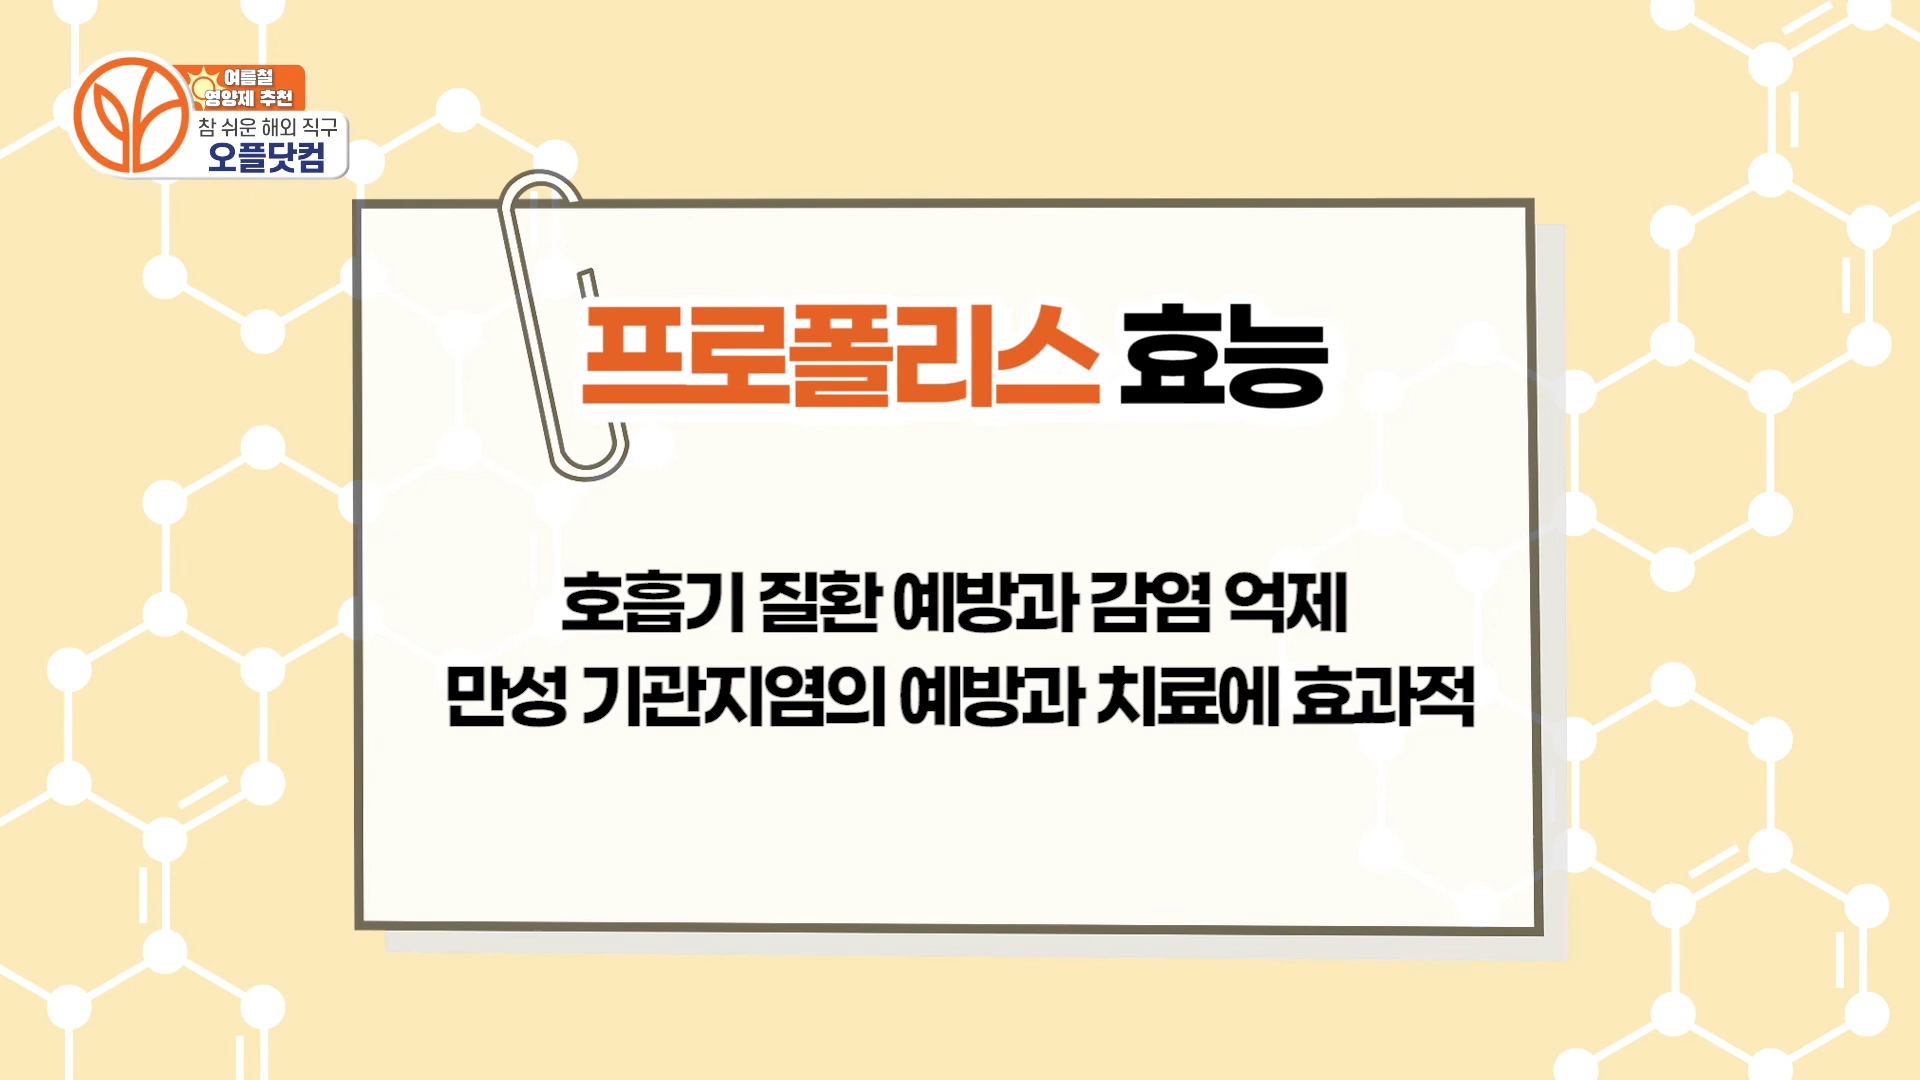 여름철
영양제 추천
참 쉬운 해외 직구
오플닷컴
프로폴리스 효능
호흡기 질환 예방과 감염 억제
만성 기관지염의 예방과 치료에 효과적